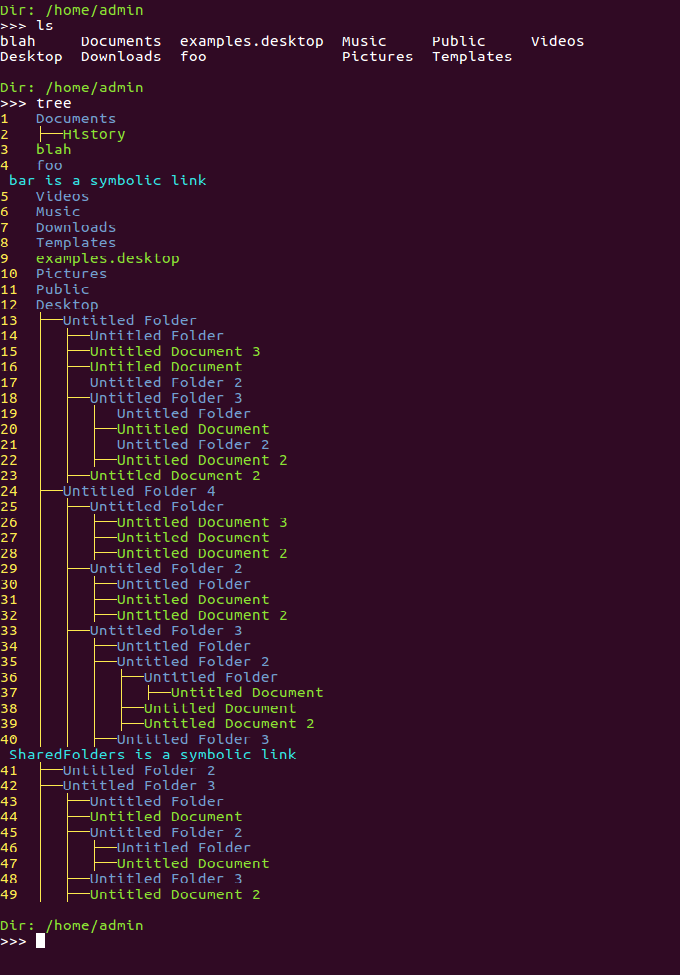 Dir: /home/admin
>>> ls
blah     Documents  examples.desktop  Music     Public     Videos
Desktop  Downloads  foo               Pictures  Templates
Dir: /home/admin
>>> tree
1   Documents
2   ├──History
3   blah
4   foo
 bar is a symbolic link
5   Videos
6   Music
7   Downloads
8   Templates
9   examples.desktop
10  Pictures
11  Public
12  Desktop
13  ├──Untitled Folder
14  │  ├──Untitled Folder
15  │  ├──Untitled Document 3
16  │  ├──Untitled Document
17  │  │  Untitled Folder 2
18  │  ├──Untitled Folder 3
19  │  │  │  Untitled Folder
20  │  │  ├──Untitled Document
21  │  │  │  Untitled Folder 2
22  │  │  ├──Untitled Document 2
23  │  ├──Untitled Document 2
24  ├──Untitled Folder 4
25  │  ├──Untitled Folder
26  │  │  ├──Untitled Document 3
27  │  │  ├──Untitled Document
28  │  │  ├──Untitled Document 2
29  │  ├──Untitled Folder 2
30  │  │  ├──Untitled Folder
31  │  │  ├──Untitled Document
32  │  │  ├──Untitled Document 2
33  │  ├──Untitled Folder 3
34  │  │  ├──Untitled Folder
35  │  │  ├──Untitled Folder 2
36  │  │  │  ├──Untitled Folder
37  │  │  │  │  ├──Untitled Document
38  │  │  │  ├──Untitled Document
39  │  │  │  ├──Untitled Document 2
40  │  │  ├──Untitled Folder 3
 SharedFolders is a symbolic link
41  ├──Untitled Folder 2
42  ├──Untitled Folder 3
43  │  ├──Untitled Folder
44  │  ├──Untitled Document
45  │  ├──Untitled Folder 2
46  │  │  ├──Untitled Folder
47  │  │  ├──Untitled Document
48  │  ├──Untitled Folder 3
49  │  ├──Untitled Document 2
Dir: /home/admin
>>>